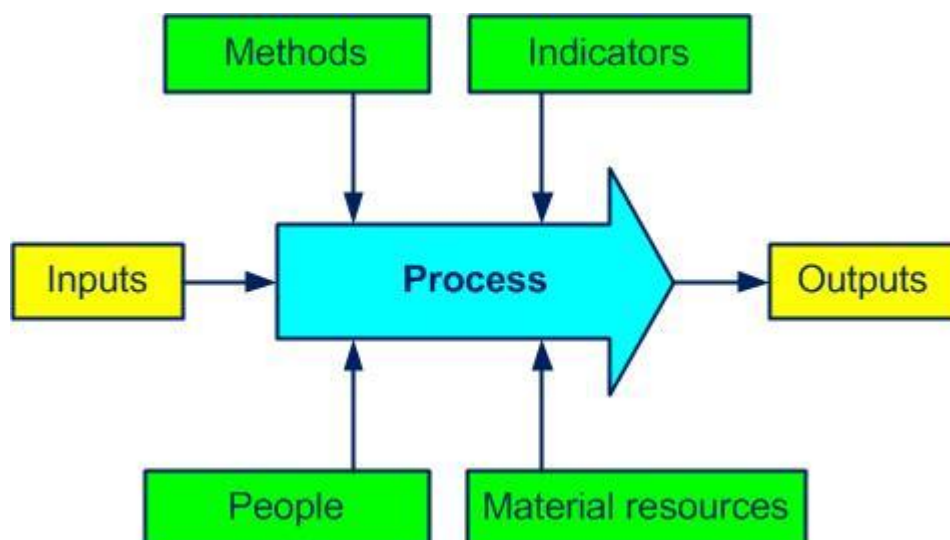 Methods
Indicators
Inputs
Process
Outputs
People
Material resources